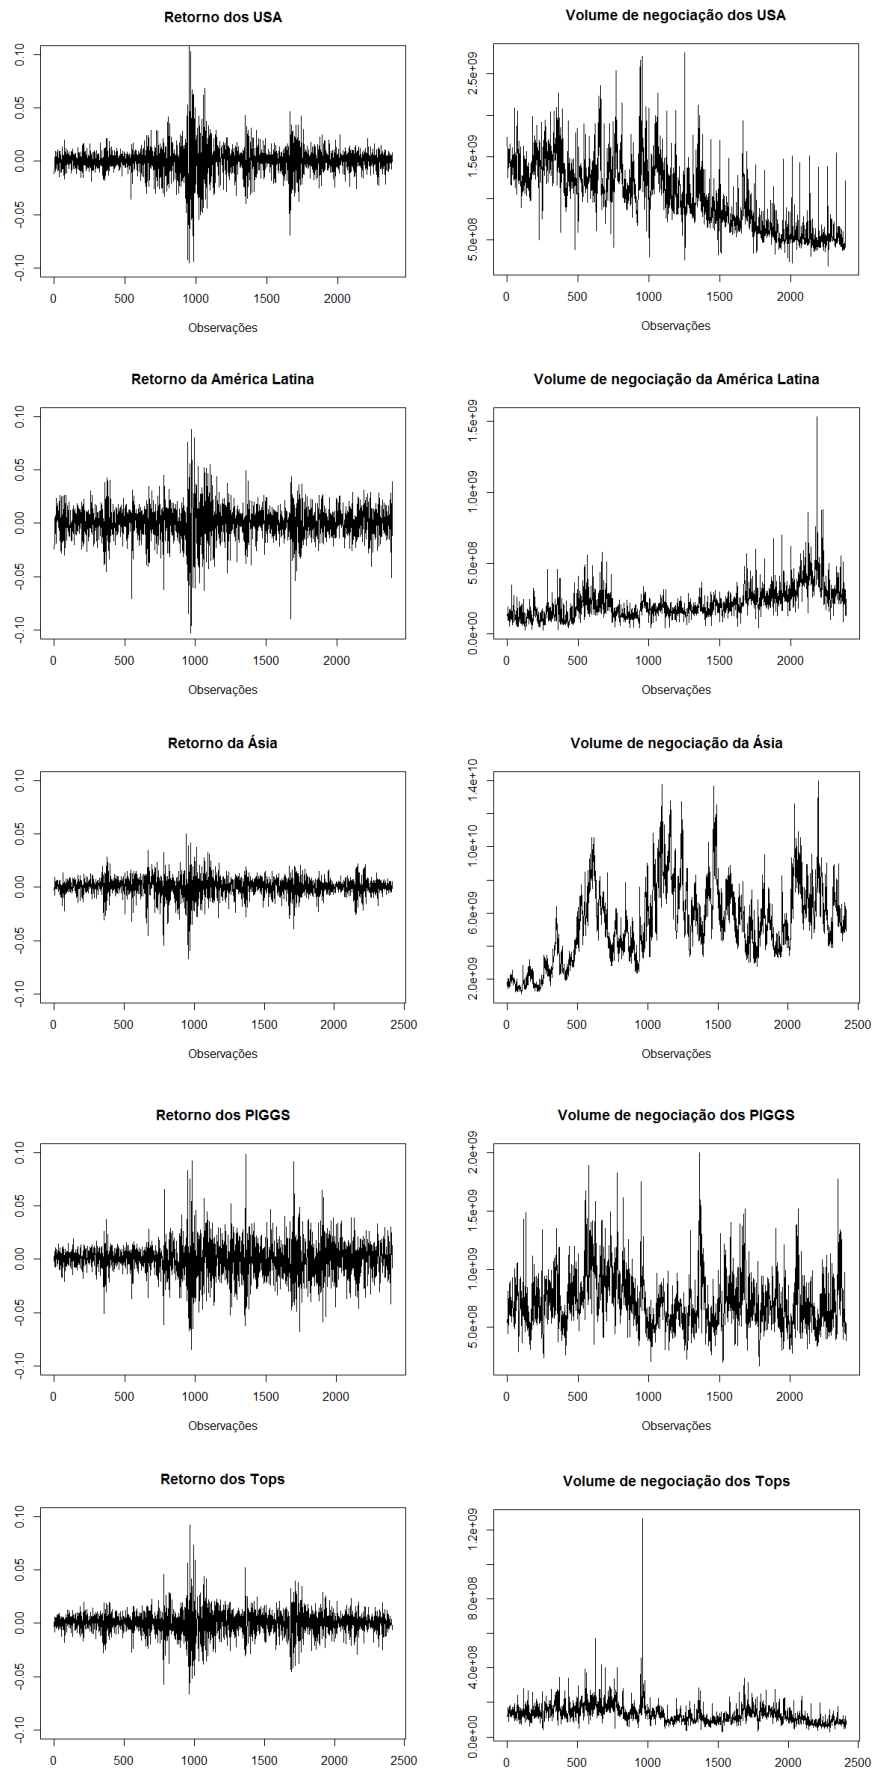 Retorno dos USA
0.10
0.05
0.00
-0.05
-0.10
0 500 1000 1500 2000
Observações
Volume de negociação dos USA
2.5e+09
1.5e+09
5.0e+08
0 500 1000 1500 2000
Observações
Retorno da América Latina
0.10
0.05
0.00
-0.05
-0.10
0 500 1000 1500 2000
Observações
Volume de negociação da América Latina
1.5e+09
1.0e+09
5.0e+08
0.0e+00
0 500 1000 1500 2000
Observações
Retorno da Ásia
0.10
0.05
0.00
-0.05
-0.10
0 500 1000 1500 2000 2500
Observações
Volume de negociação da Ásia
1.4e+10
1.0e+10
6.0e+09
2.0e+09
0 500 1000 1500 2000 2500
Observações
Retorno dos PIGGS
0.10
0.05
0.00
-0.05
-0.10
0 500 1000 1500 2000
Observações
Volume de negociação dos PIGGS
2.0e+09
1.5e+09
1.0e+09
5.0e+08
0 500 1000 1500 2000
Observações
Retorno dos Tops
0.10
0.05
0.00
-0.05
-0.10
0 500 1000 1500 2000 2500
Volume de negociação dos Tops
1.2e+09
8.0e+08
4.0e+08
0.0e+00
0 500 1000 1500 2000 2500